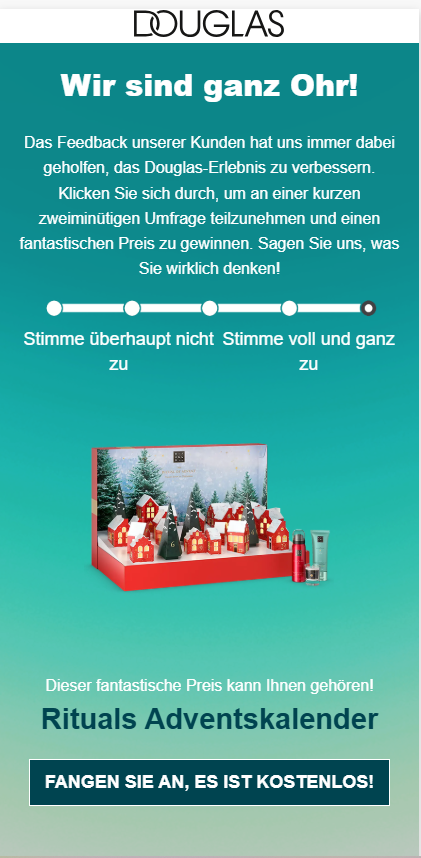 DOUGLAS
Wir sind ganz Ohr!
Das Feedback unserer Kunden hat uns immer dabei
geholfen, das Douglas-Erlebnis zu verbessern.
Klicken Sie sich durch, um an einer kurzen
zweiminütigen Umfrage teilzunehmen und einen
fantastischen Preis zu gewinnen. Sagen Sie uns, was
Sie wirklich denken!
Stimme überhaupt nicht zu
Stimme voll und ganz zu
6
Dieser fantastische Preis kann Ihnen gehören!
Rituals Adventskalender
FANGEN SIE AN, ES IST KOSTENLOS!